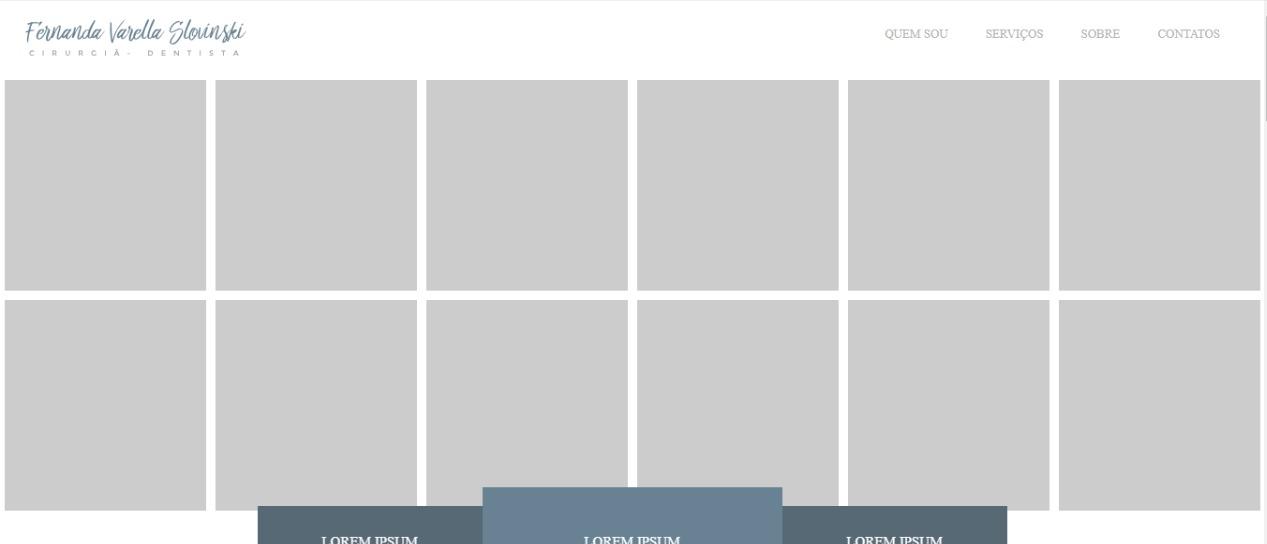 Fernanda Varella Slovinski
CIRURGIÃ- DENTISTA
QUEM SOU SERVIÇOS SOBRE CONTATOS
LOREM IPSUM LOREM IPSUM LOREM IPSUM